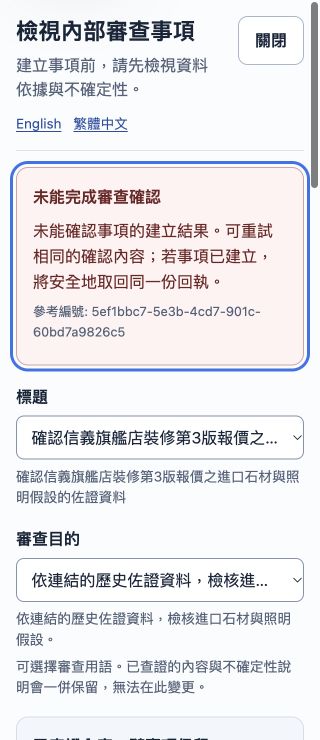 檢視內部審查事項
關閉
建立事項前，請先檢視資料
依據與不確定性。
English 繁體中文
未能完成審查確認
未能確認事項的建立結果。可重試
相同的確認內容；若事項已建立，
將安全地取回同一份回執。
參考編號: 5ef1bbc7-5e3b-4cd7-901c-
60bd7a9826c5
標題
確認信義旗艦店裝修第3版報價之...
確認信義旗艦店裝修第3版報價之進口石材與照
明假設的佐證資料
審查目的
依連結的歷史佐證資料，檢核進...
依連結的歷史佐證資料，檢核進口石材與照明
假設。
可選擇審查用語。已查證的內容與不確定性說
明會一併保留，無法在此變更。